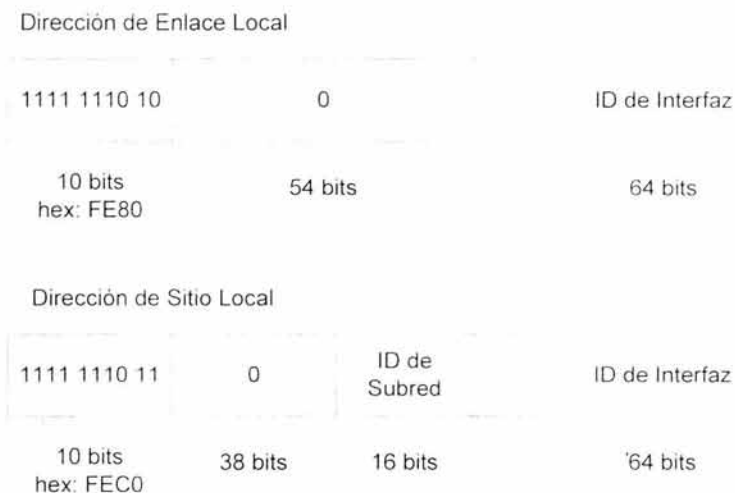 Dirección de Enlace Local
1111 1110 10 0 ID de Interfaz
10 bits 54 bits 64 bits
hex: FE80
Dirección de Sitio Local
1111 1110 11 0 ID de Subred ID de Interfaz
10 bits 38 bits 16 bits 64 bits
hex: FEC0